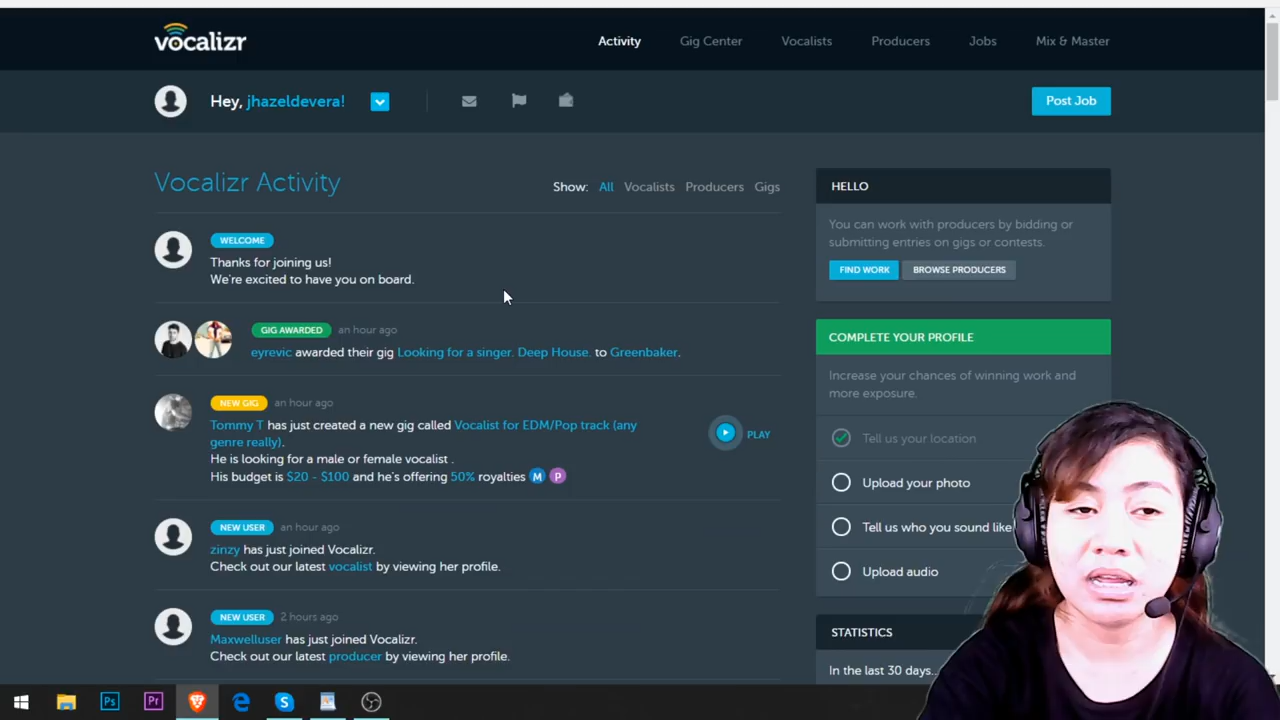 vocalizr
Activity
Gig Center
Vocalists
Producers
Jobs
Mix & Master
Hey, jhazeldevera!
Post Job
Vocalizr Activity
Show: All Vocalists Producers Gigs
WELCOME
Thanks for joining us!
We're excited to have you on board.
GIG AWARDED an hour ago
eyrevic awarded their gig Looking for a singer. Deep House. to Greenbaker.
NEW GIG an hour ago
Tommy T has just created a new gig called Vocalist for EDM/Pop track (any
genre really).
He is looking for a male or female vocalist .
His budget is $20 - $100 and he's offering 50% royalties M P
PLAY
NEW USER an hour ago
zinzy has just joined Vocalizr.
Check out our latest vocalist by viewing her profile.
NEW USER 2 hours ago
Maxwelluser has just joined Vocalizr.
Check out our latest producer by viewing her profile.
HELLO
You can work with producers by bidding or
submitting entries on gigs or contests.
FIND WORK
BROWSE PRODUCERS
COMPLETE YOUR PROFILE
Increase your chances of winning work and
more exposure.
Tell us your location
Upload your photo
Tell us who you sound like
Upload audio
STATISTICS
In the last 30 days...
Ps
Pr
S